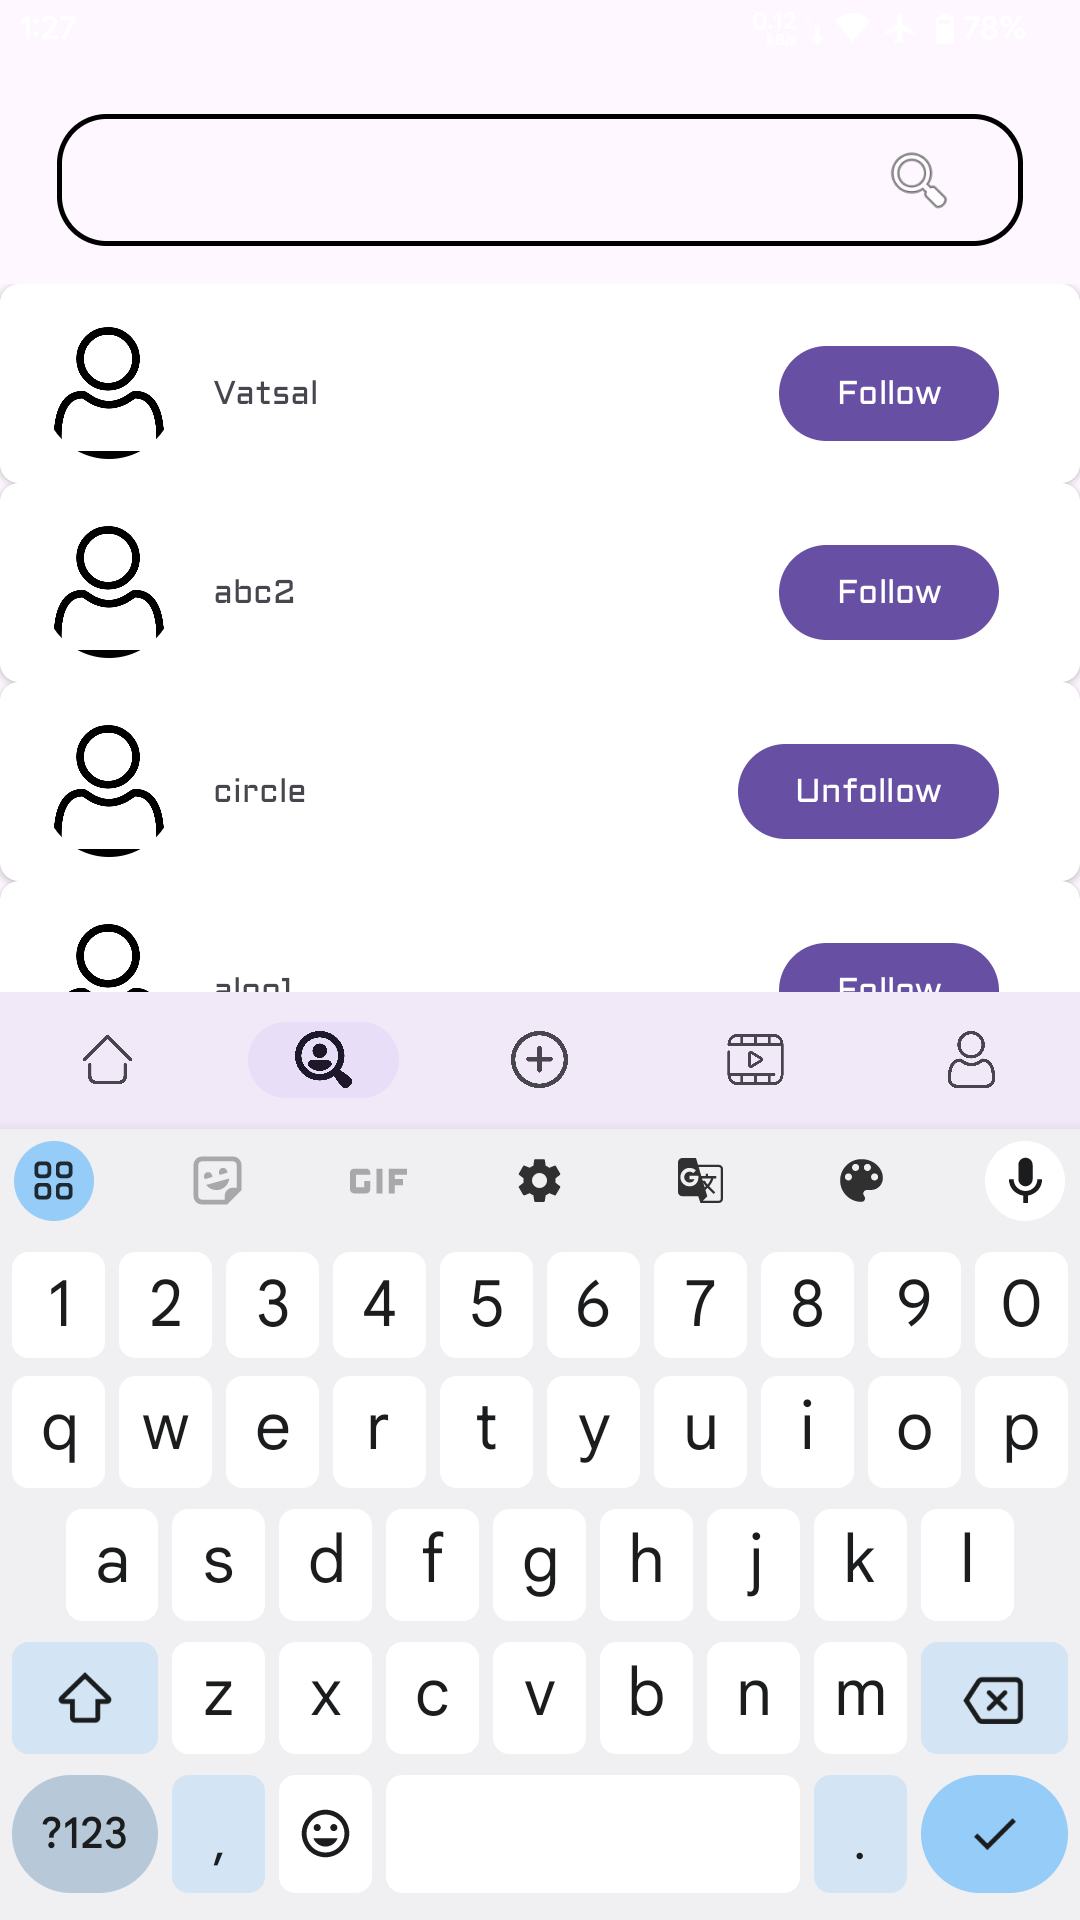 1:27
0.12
78%
Vatsal
Follow
abc2
Follow
circle
Unfollow
Follow
GIF
G
1 2 3 4 5 6 7 8 9 0
q w e r t y u i o p
a s d f g h j k l
z x c v b n m
?123 , .